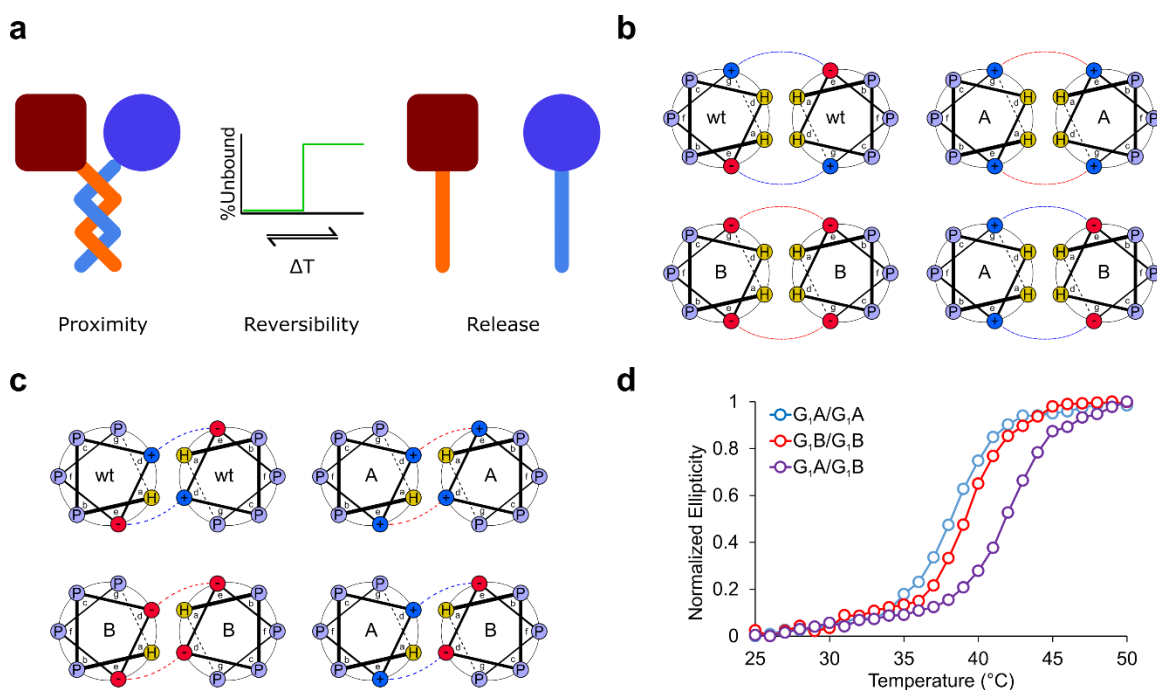 a
%Unbound
ΔT
Proximity
Reversibility
Release
b
+ - + +
P g e P P g e P
c d a b c d a b
H H H H
P f wt wt f P P f A A f P
H H H H
b a d' c b a d' c
P e g P P e g P
- + + +
- - + -
P g e P P g e P
c d a b c d a b
H H H H
P f B B f P P f A B f P
H H H H
b a d' c b a d' c
P e g P P e g P
- - + -
c
P - P +
P g e P P g e P
c d a b c d a b
+ H + H
P f wt wt f P P f A A f P
H + H +
b a d' c b a d' c
P e g P P e g P
- P + P
P - P -
P g e P P g e P
c d a b c d a b
- H + H
P f B B f P P f A B f P
H - H -
b a d' c b a d' c
P e g P P e g P
- P + P
d
Normalized Ellipticity
1
0.8
0.6
0.4
0.2
0
G₁A/G₁A
G₁B/G₁B
G₁A/G₁B
25 30 35 40 45 50
Temperature (°C)